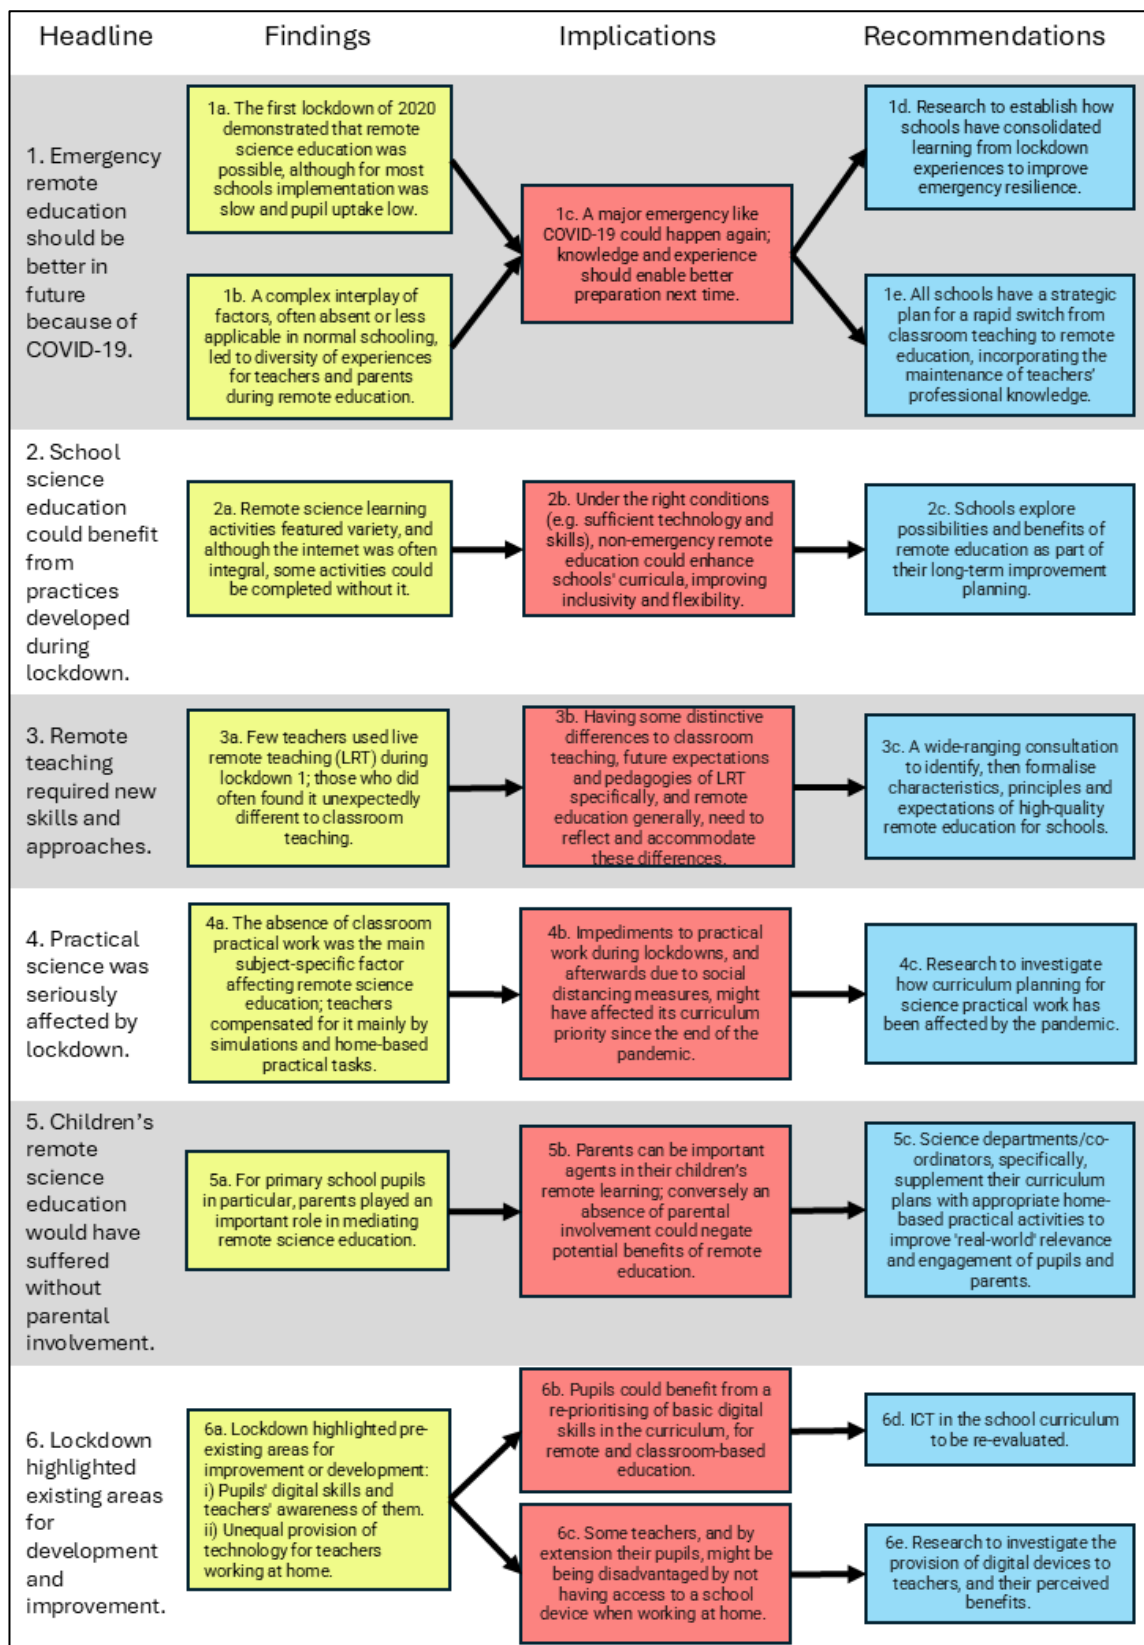 Headline
Findings
Implications
Recommendations
1. Emergency
remote
education
should be
better in
future
because of
COVID-19.
1a. The first lockdown of 2020
demonstrated that remote
science education was
possible, although for most
schools implementation was
slow and pupil uptake low.
1b. A complex interplay of
factors, often absent or less
applicable in normal schooling,
led to diversity of experiences
for teachers and parents
during remote education.
1c. A major emergency like
COVID-19 could happen again;
knowledge and experience
should enable better
preparation next time.
1d. Research to establish how
schools have consolidated
learning from lockdown
experiences to improve
emergency resilience.
1e. All schools have a strategic
plan for a rapid switch from
classroom teaching to remote
education, incorporating the
maintenance of teachers'
professional knowledge.
2. School
science
education
could benefit
from
practices
developed
during
lockdown.
2a. Remote science learning
activities featured variety, and
although the internet was often
integral, some activities could
be completed without it.
2b. Under the right conditions
(e.g. sufficient technology and
skills), non-emergency remote
education could enhance
schools' curricula, improving
inclusivity and flexibility.
2c. Schools explore
possibilities and benefits of
remote education as part of
their long-term improvement
planning.
3. Remote
teaching
required new
skills and
approaches.
3a. Few teachers used live
remote teaching (LRT) during
lockdown 1; those who did
often found it unexpectedly
different to classroom
teaching.
3b. Having some distinctive
differences to classroom
teaching, future expectations
and pedagogies of LRT
specifically, and remote
education generally, need to
reflect and accommodate
these differences.
3c. A wide-ranging consultation
to identify, then formalise
characteristics, principles and
expectations of high-quality
remote education for schools.
4. Practical
science was
seriously
affected by
lockdown.
4a. The absence of classroom
practical work was the main
subject-specific factor
affecting remote science
education; teachers
compensated for it mainly by
simulations and home-based
practical tasks.
4b. Impediments to practical
work during lockdowns, and
afterwards due to social
distancing measures, might
have affected its curriculum
priority since the end of the
pandemic.
4c. Research to investigate
how curriculum planning for
science practical work has
been affected by the pandemic.
5. Children's
remote
science
education
would have
suffered
without
parental
involvement.
5a. For primary school pupils
in particular, parents played an
important role in mediating
remote science education.
5b. Parents can be important
agents in their children's
remote learning; conversely an
absence of parental
involvement could negate
potential benefits of remote
education.
5c. Science departments/co-
ordinators, specifically,
supplement their curriculum
plans with appropriate home-
based practical activities to
improve 'real-world' relevance
and engagement of pupils and
parents.
6. Lockdown
highlighted
existing areas
for
development
and
improvement.
6a. Lockdown highlighted pre-
existing areas for
improvement or development:
i) Pupils' digital skills and
teachers' awareness of them.
ii) Unequal provision of
technology for teachers
working at home.
6b. Pupils could benefit from a
re-prioritising of basic digital
skills in the curriculum, for
remote and classroom-based
education.
6c. Some teachers, and by
extension their pupils, might be
being disadvantaged by not
having access to a school
device when working at home.
6d. ICT in the school curriculum
to be re-evaluated.
6e. Research to investigate the
provision of digital devices to
teachers, and their perceived
benefits.